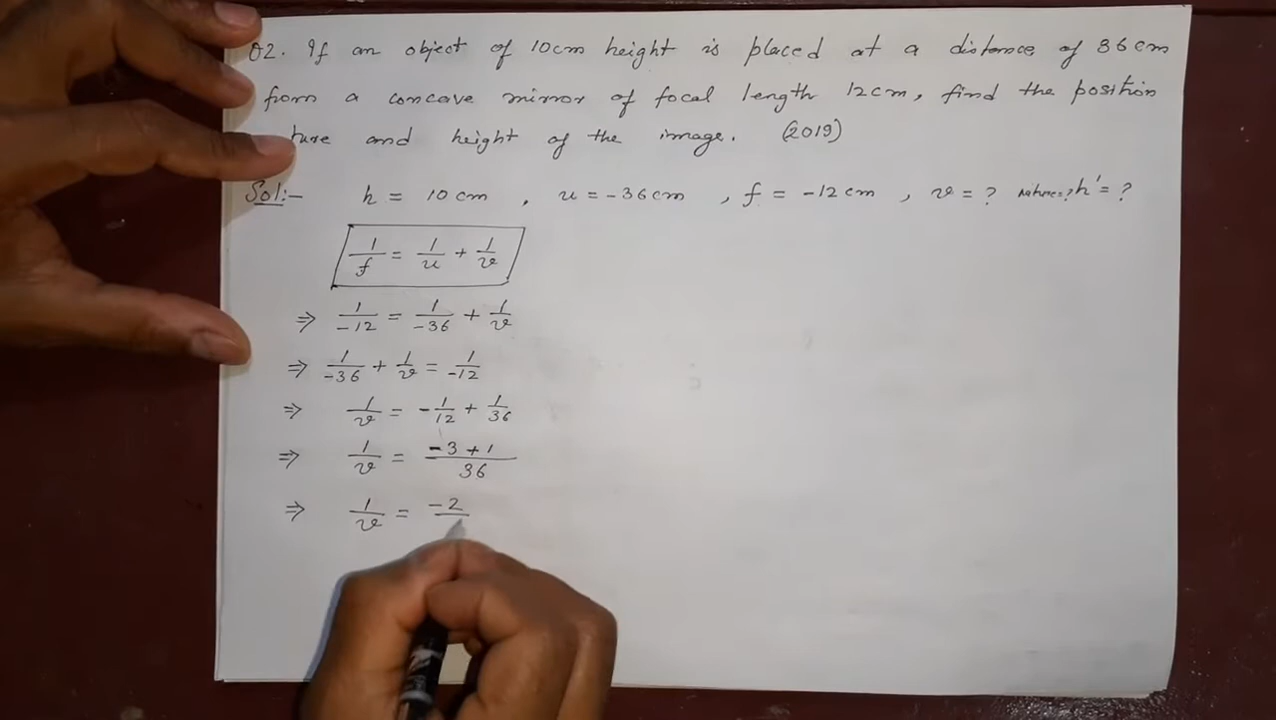 Q2. If an object of 10cm height is placed at a distance of 36cm
from a concave mirror of focal length 12cm, find the position
ture and height of the image. (2019)
Sol:- h = 10 cm , u = -36 cm , f = -12 cm , v = ? nature=? h' = ?
1/f = 1/u + 1/v
⇒ 1/-12 = 1/-36 + 1/v
⇒ 1/-36 + 1/v = 1/-12
⇒ 1/v = -1/12 + 1/36
⇒ 1/v = -3+1/36
⇒ 1/v = -2/